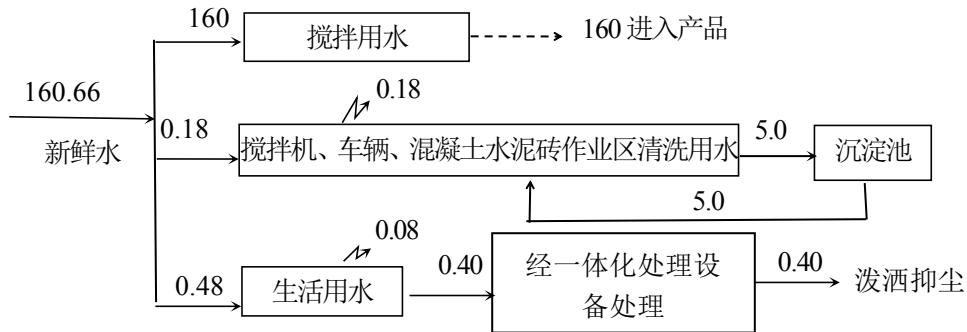 160
搅拌用水
160 进入产品
160.66
新鲜水
0.18
0.18
搅拌机、车辆、混凝土水泥砖作业区清洗用水
5.0
沉淀池
5.0
0.08
0.48
生活用水
0.40
经一体化处理设
备处理
0.40
泼洒抑尘